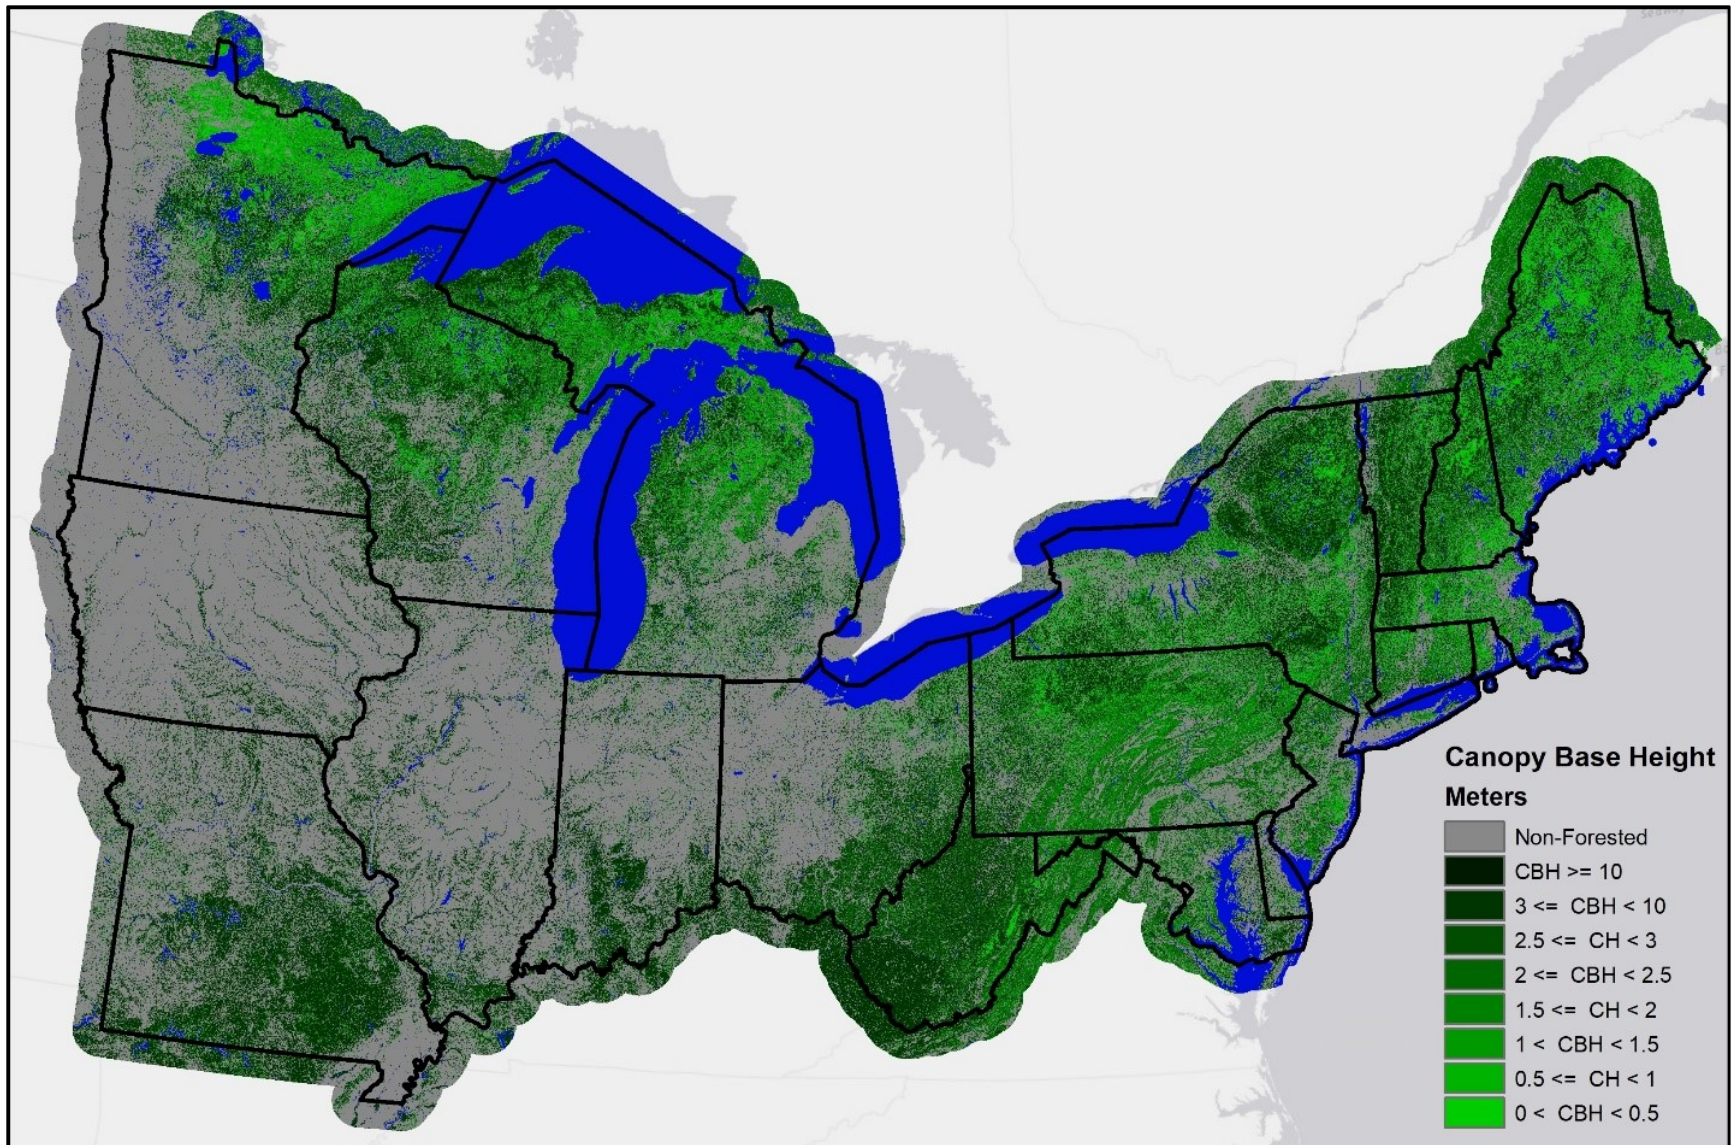 Canopy Base Height
Meters
Non-Forested
CBH >= 10
3 <= CBH < 10
2.5 <= CH < 3
2 <= CBH < 2.5
1.5 <= CH < 2
1 < CBH < 1.5
0.5 <= CH < 1
0 < CBH < 0.5